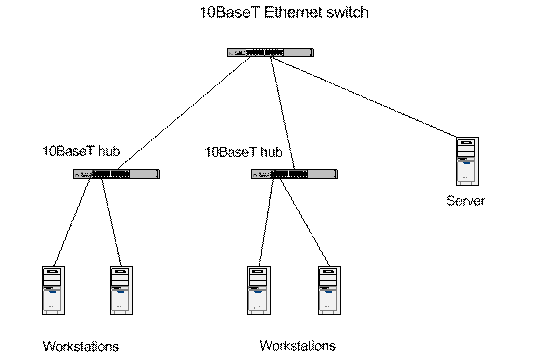 10BaseT Ethernet switch
10BaseT hub
10BaseT hub
Server
Workstations
Workstations